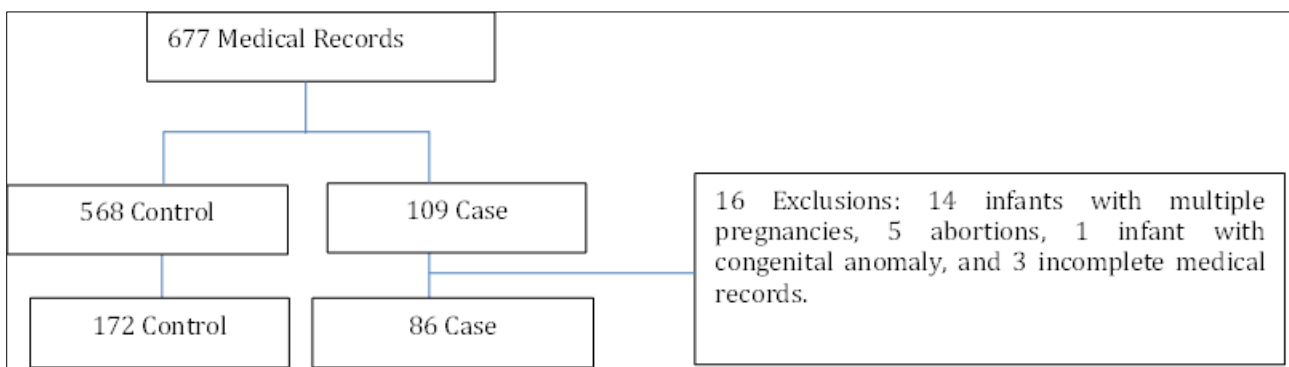 677 Medical Records
568 Control
109 Case
16 Exclusions: 14 infants with multiple
pregnancies, 5 abortions, 1 infant with
congenital anomaly, and 3 incomplete medical
records.
172 Control
86 Case